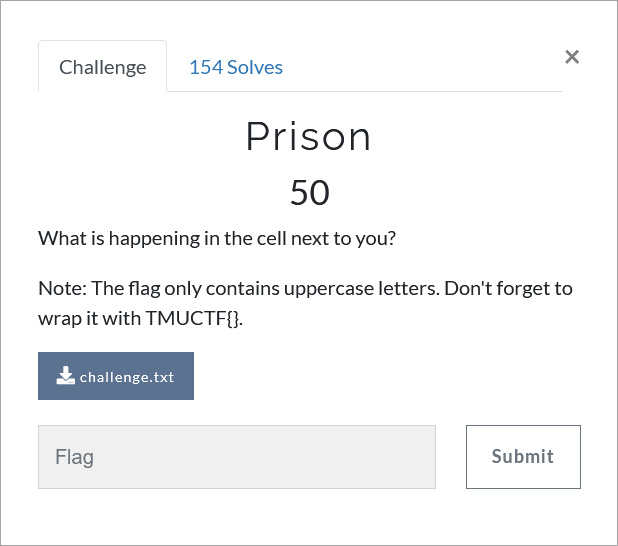 Challenge
154 Solves
×
Prison
50
What is happening in the cell next to you?
Note: The flag only contains uppercase letters. Don't forget to
wrap it with TMUCTF{}.
challenge.txt
Flag
Submit